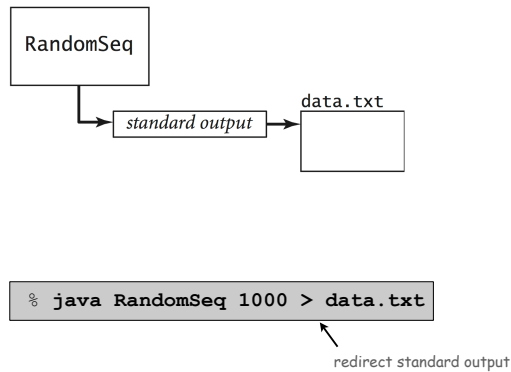 RandomSeq
data.txt
standard output
% java RandomSeq 1000 > data.txt
redirect standard output